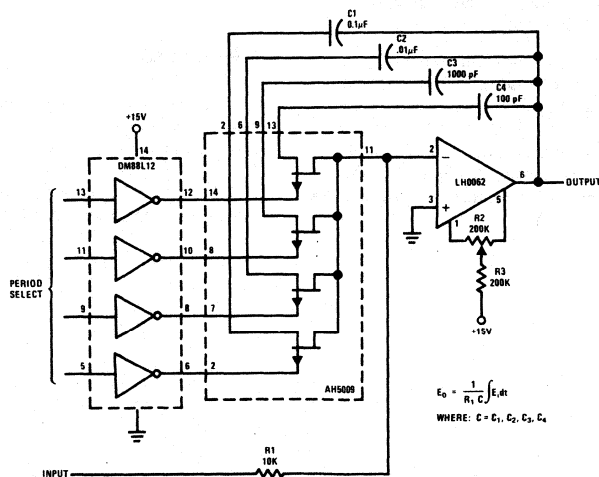 C1
0.1μF
C2
.01μF
C3
1000 pF
C4
100 pF
+15V
14
DM88L12
2 6 9 13
11
2
−
LH0062
6
OUTPUT
3
+
5
1
R2
200K
R3
200K
+15V
13
12
14
11
10
8
PERIOD
SELECT
9
8
7
5
6
2
AH5009
E₀ = 1/(R₁ C) ∫Eᵢdt
WHERE: C = C₁, C₂, C₃, C₄
R1
10K
INPUT